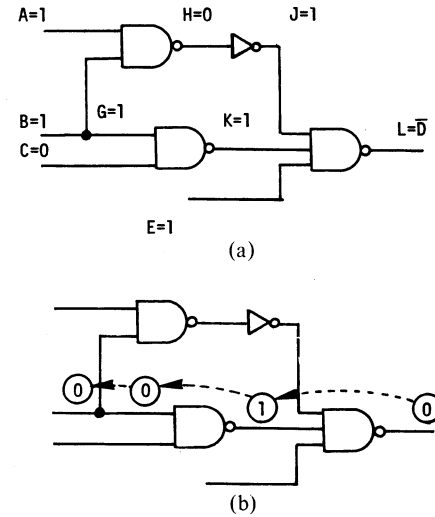 A=1 H=0 J=1
G=1
B=1 K=1 L=D̅
C=0
E=1
(a)
0 0 1 0
(b)